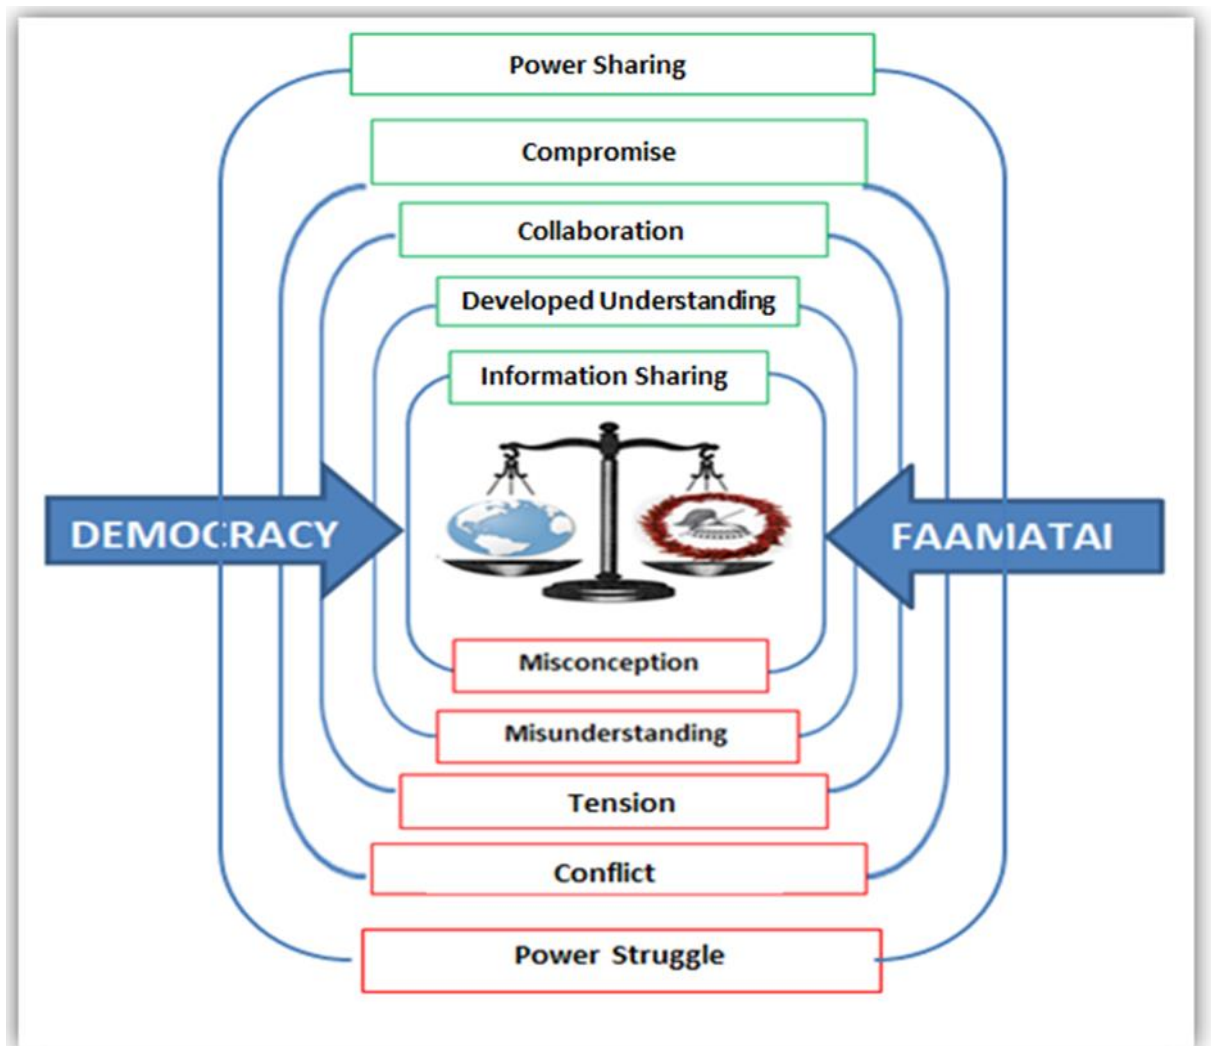 Power Sharing
Compromise
Collaboration
Developed Understanding
Information Sharing
DEMOCRACY
FAAMATAI
Misconception
Misunderstanding
Tension
Conflict
Power Struggle